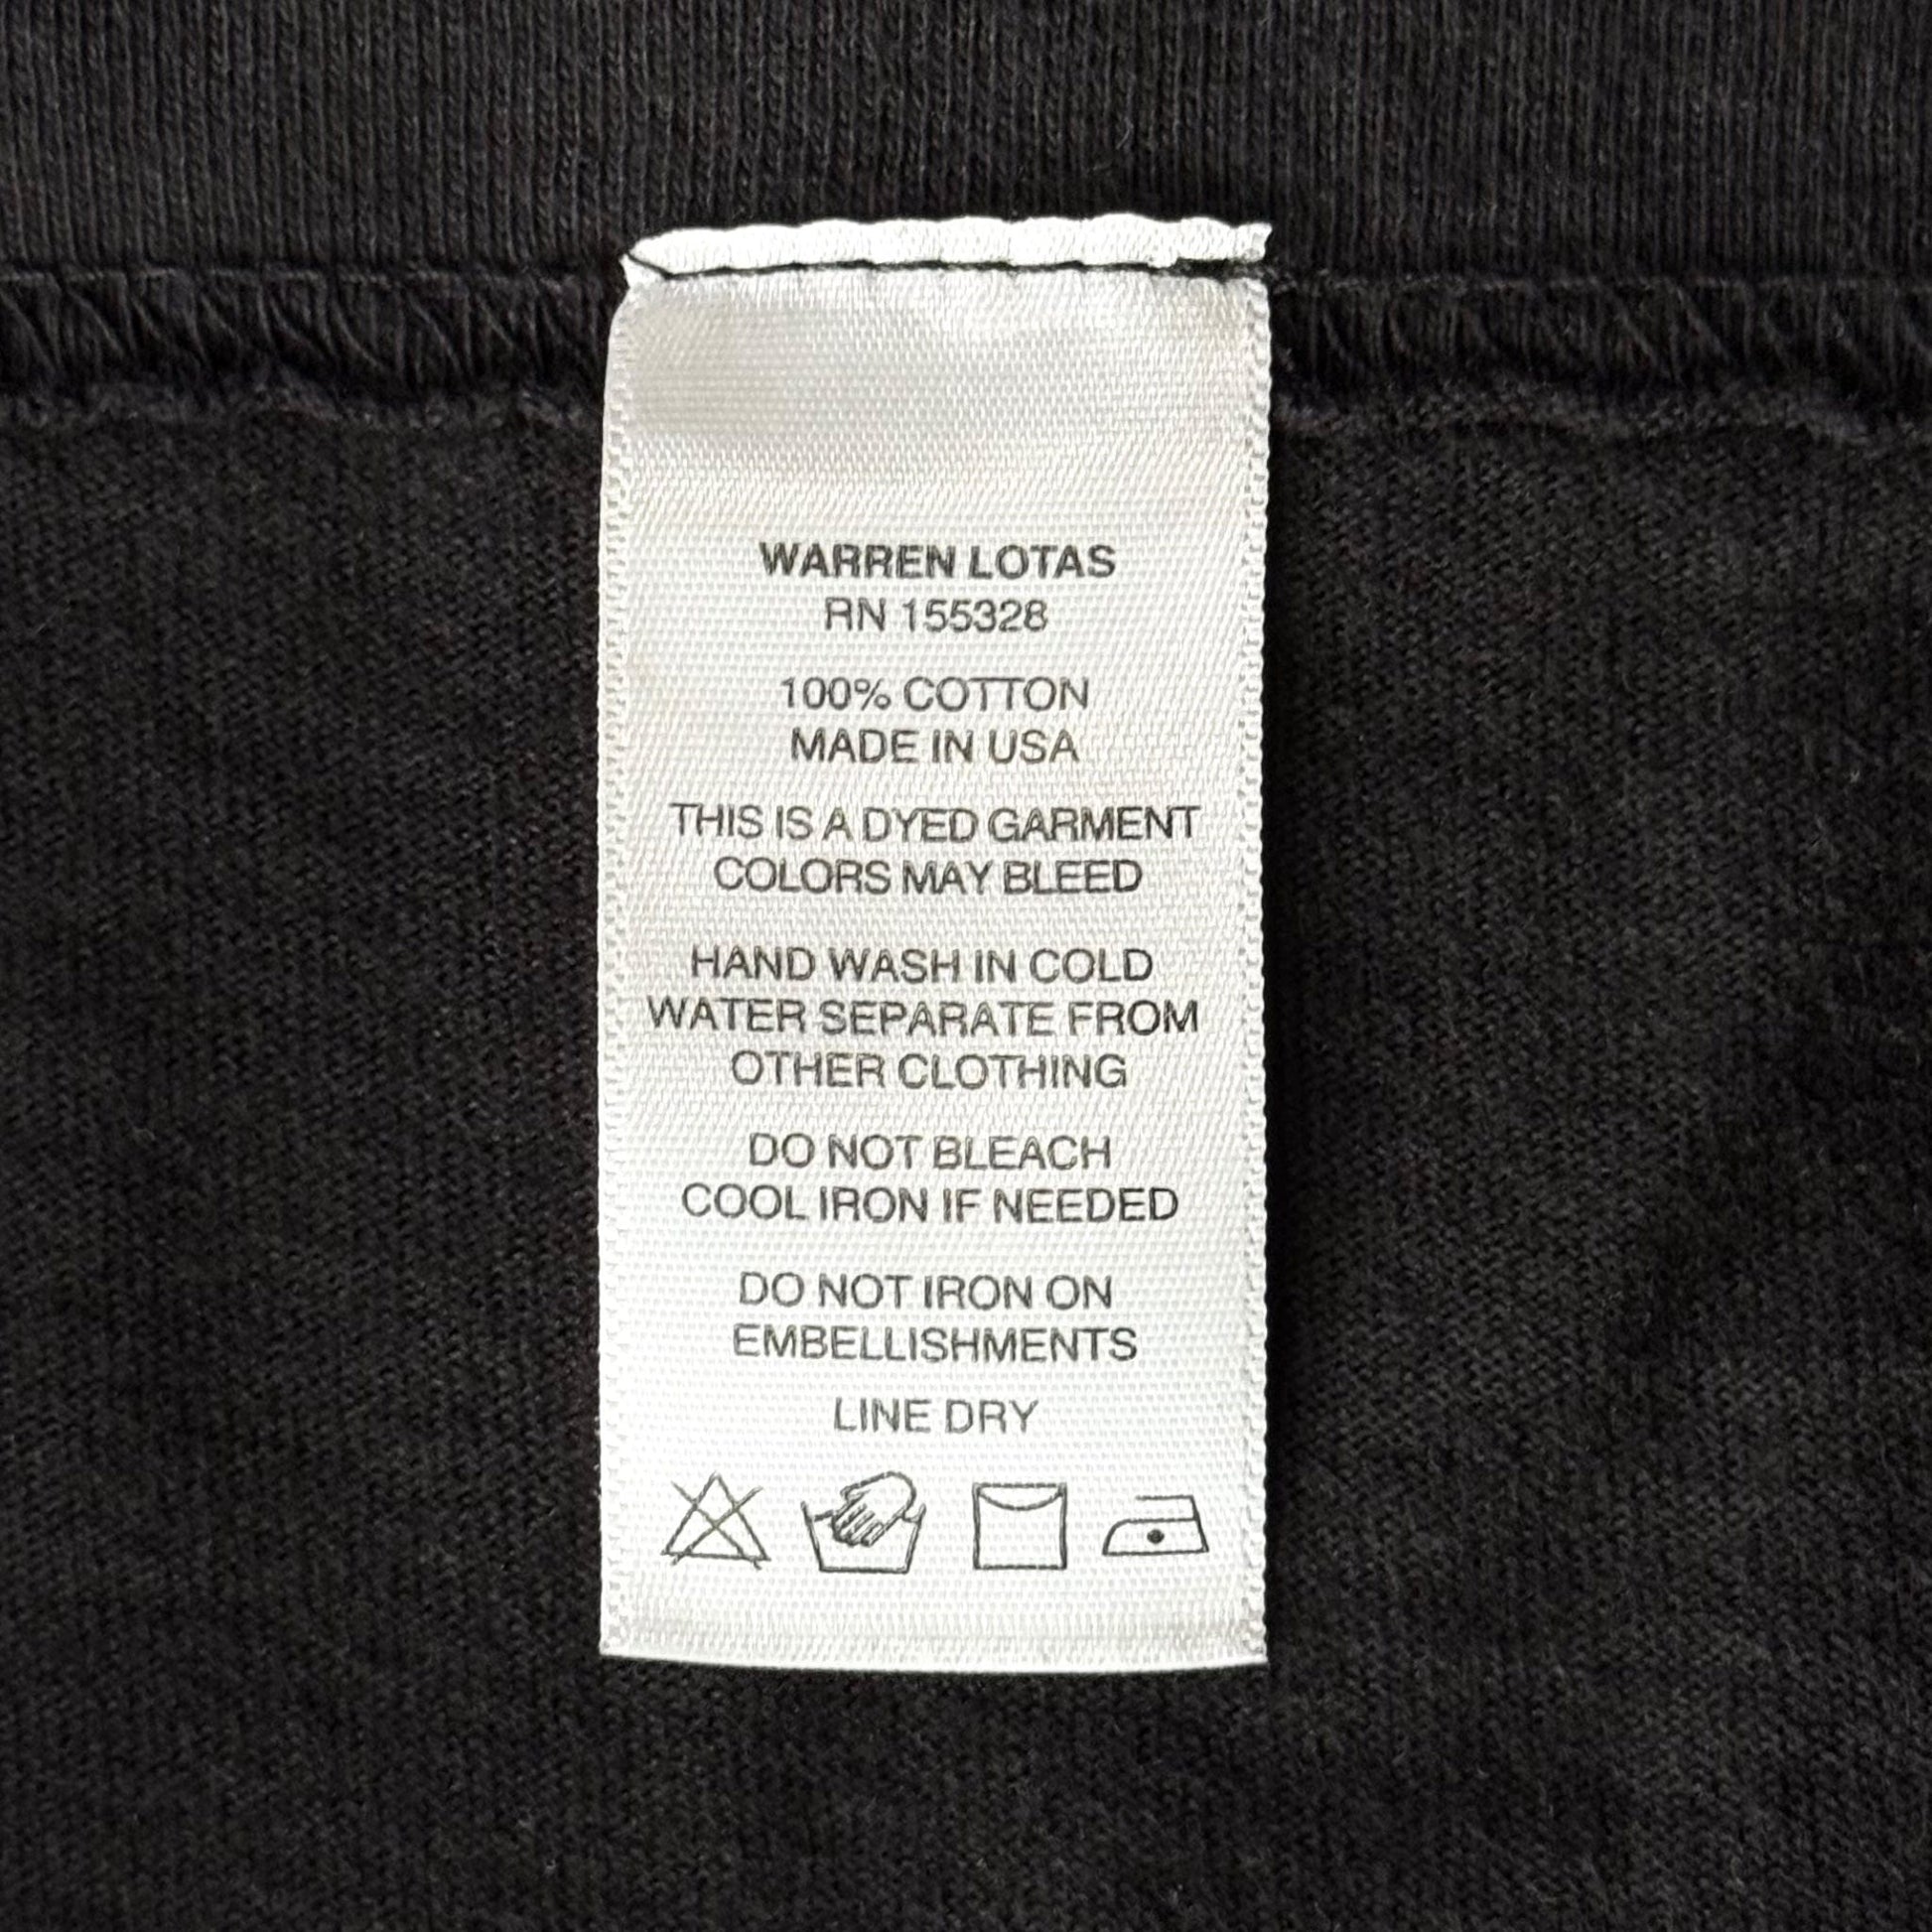 WARREN LOTAS
RN 155328
100% COTTON
MADE IN USA
THIS IS A DYED GARMENT
COLORS MAY BLEED
HAND WASH IN COLD
WATER SEPARATE FROM
OTHER CLOTHING
DO NOT BLEACH
COOL IRON IF NEEDED
DO NOT IRON ON
EMBELLISHMENTS
LINE DRY